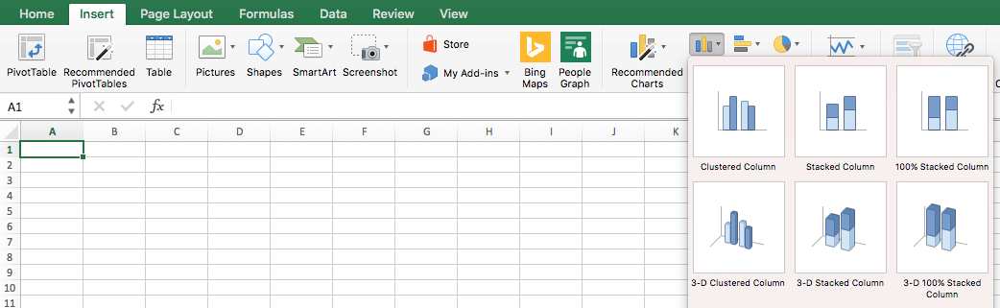 Home Insert Page Layout Formulas Data Review View
PivotTable Recommended PivotTables Table Pictures Shapes SmartArt Screenshot Store My Add-ins Bing Maps People Graph Recommended Charts
A1 fx
A B C D E F G H I J K
1
2
3
4
5
6
7
8
9
10
11
Clustered Column Stacked Column 100% Stacked Column
3-D Clustered Column 3-D Stacked Column 3-D 100% Stacked Column